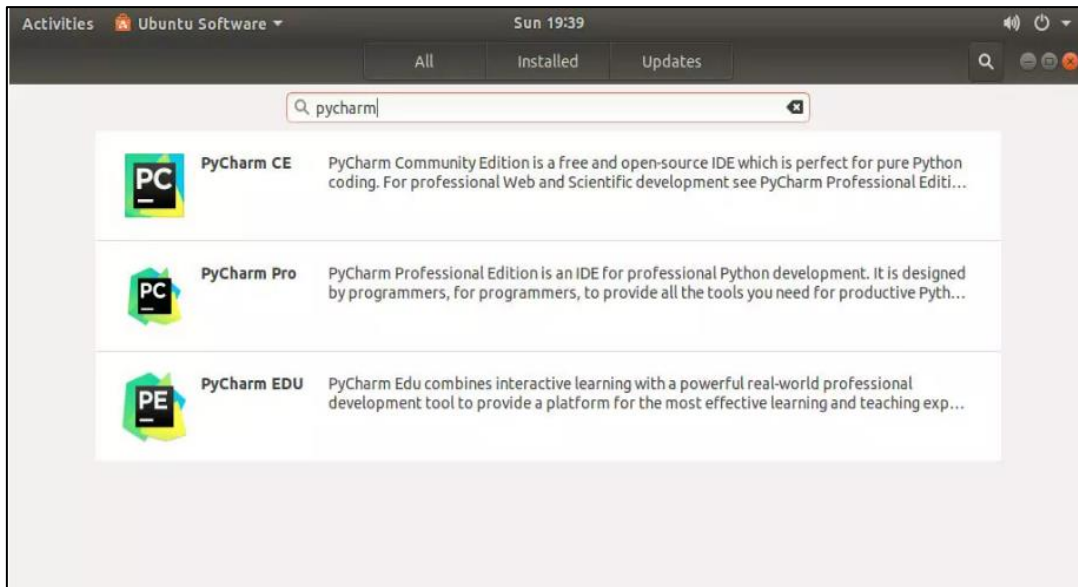 Activities Ubuntu Software Sun 19:39
All Installed Updates
pycharm
PC
PyCharm CE PyCharm Community Edition is a free and open-source IDE which is perfect for pure Python
coding. For professional Web and Scientific development see PyCharm Professional Editi...
PC
PyCharm Pro PyCharm Professional Edition is an IDE for professional Python development. It is designed
by programmers, for programmers, to provide all the tools you need for productive Pyth...
PE
PyCharm EDU PyCharm Edu combines interactive learning with a powerful real-world professional
development tool to provide a platform for the most effective learning and teaching exp...